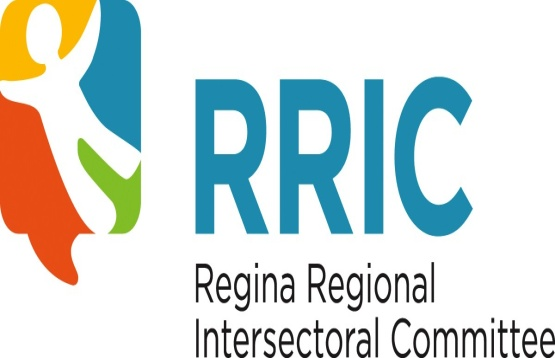 RRIC
Regina Regional
Intersectoral Committee